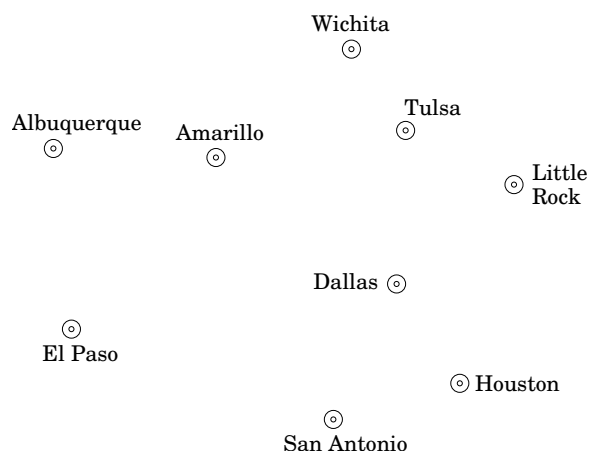 Wichita
Tulsa
Albuquerque
Amarillo
Little
Rock
Dallas
El Paso
Houston
San Antonio